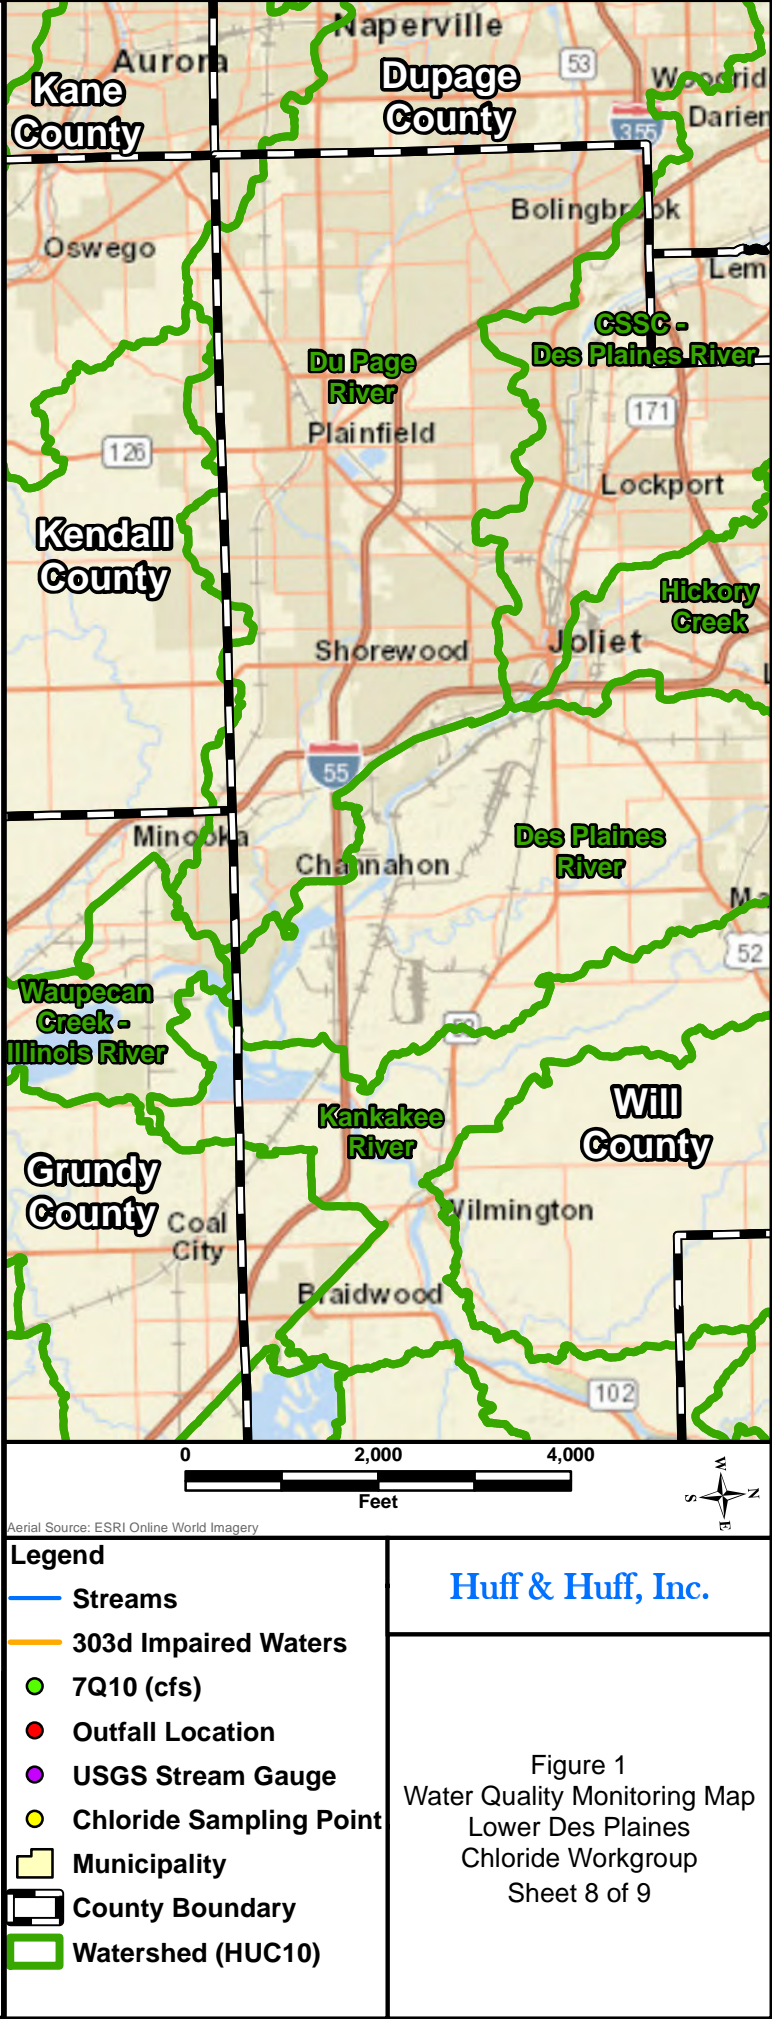 Naperville
Aurora
53
Kane
County
Dupage
County
355
Darien
Bolingbrook
Oswego
CSSC -
Des Plaines River
Du Page
River
171
Plainfield
126
Lockport
Kendall
County
Hickory
Creek
Shorewood
Joliet
55
Minooka
Channahon
Des Plaines
River
52
Waupecan
Creek -
Illinois River
Kankakee
River
Will
County
Grundy
County
Wilmington
Coal
City
Braidwood
102
0 2,000 4,000
Feet
W
N
S
E
Aerial Source: ESRI Online World Imagery
Legend
Streams
303d Impaired Waters
7Q10 (cfs)
Outfall Location
USGS Stream Gauge
Chloride Sampling Point
Municipality
County Boundary
Watershed (HUC10)
Huff & Huff, Inc.
Figure 1
Water Quality Monitoring Map
Lower Des Plaines
Chloride Workgroup
Sheet 8 of 9